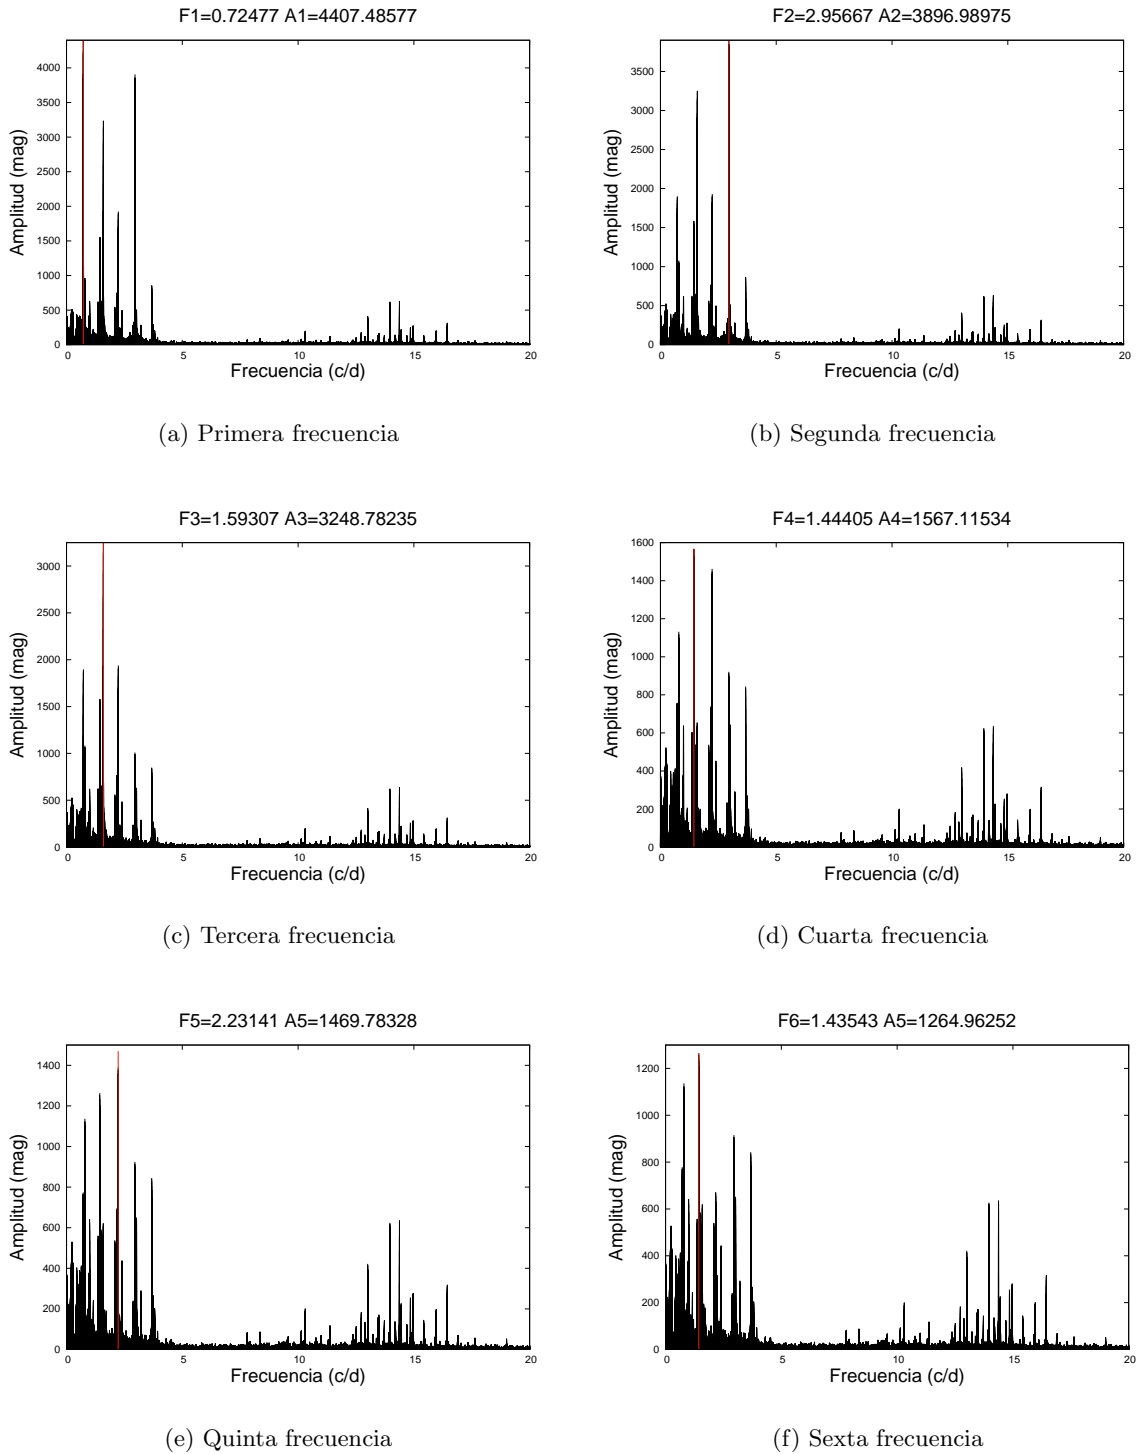 F1=0.72477 A1=4407.48577
Amplitud (mag)
4000
3500
3000
2500
2000
1500
1000
500
0
0 5 10 15 20
Frecuencia (c/d)
(a) Primera frecuencia
F2=2.95667 A2=3896.98975
Amplitud (mag)
3500
3000
2500
2000
1500
1000
500
0
0 5 10 15 20
Frecuencia (c/d)
(b) Segunda frecuencia
F3=1.59307 A3=3248.78235
Amplitud (mag)
3000
2500
2000
1500
1000
500
0
0 5 10 15 20
Frecuencia (c/d)
(c) Tercera frecuencia
F4=1.44405 A4=1567.11534
Amplitud (mag)
1600
1400
1200
1000
800
600
400
200
0
0 5 10 15 20
Frecuencia (c/d)
(d) Cuarta frecuencia
F5=2.23141 A5=1469.78328
Amplitud (mag)
1400
1200
1000
800
600
400
200
0
0 5 10 15 20
Frecuencia (c/d)
(e) Quinta frecuencia
F6=1.43543 A5=1264.96252
Amplitud (mag)
1200
1000
800
600
400
200
0
0 5 10 15 20
Frecuencia (c/d)
(f) Sexta frecuencia